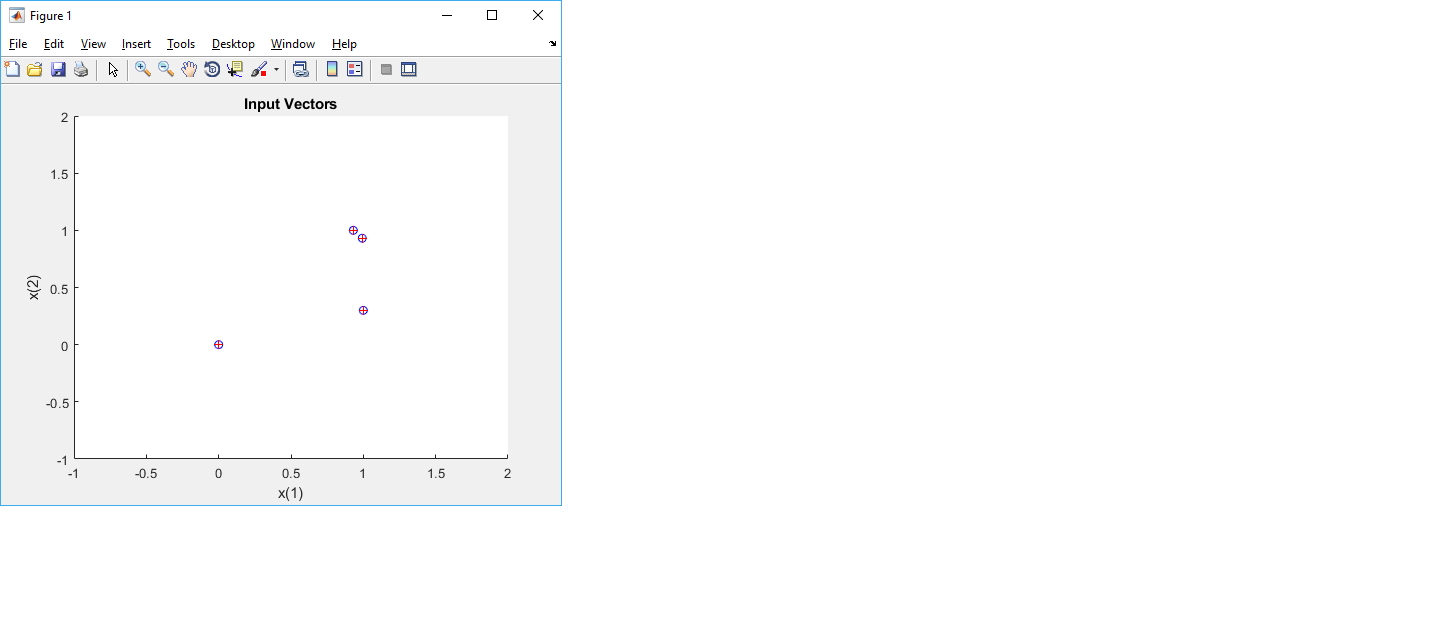 Figure 1
File Edit View Insert Tools Desktop Window Help
Input Vectors
2
1.5
1
0.5
0
-0.5
-1
x(2)
-1 -0.5 0 0.5 1 1.5 2
x(1)